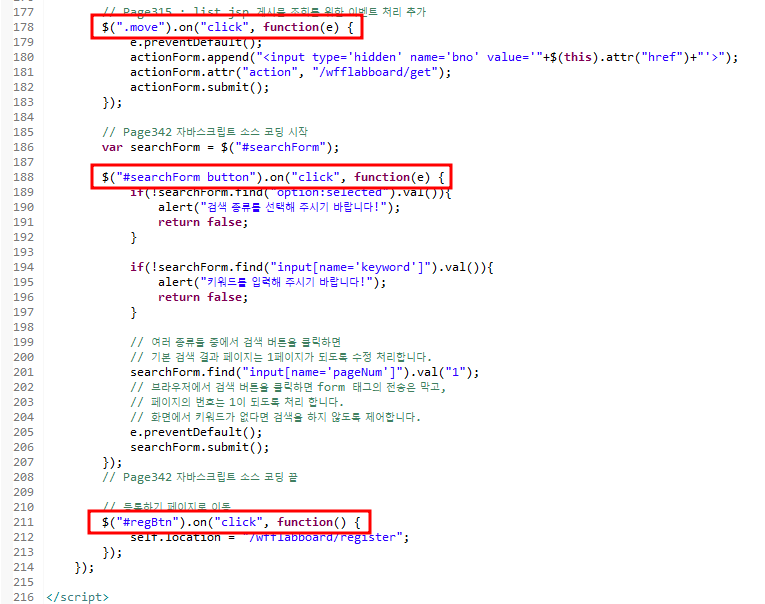 177 // Page315 : list.jsp 게시물 조회를 위한 이벤트 처리 추가
178 $(".move").on("click", function(e) {
179 e.preventDefault();
180 actionForm.append("<input type='hidden' name='bno' value='"+$(this).attr("href")+"'>");
181 actionForm.attr("action", "/wfflabboard/get");
182 actionForm.submit();
183 });
184
185 // Page342 자바스크립트 소스 코딩 시작
186 var searchForm = $("#searchForm");
187
188 $("#searchForm button").on("click", function(e) {
189 if(!searchForm.find("option:selected").val()){
190 alert("검색 종류를 선택해 주시기 바랍니다!");
191 return false;
192 }
193
194 if(!searchForm.find("input[name='keyword']").val()){
195 alert("키워드를 입력해 주시기 바랍니다!");
196 return false;
197 }
198
199 // 여러 종류들 중에서 검색 버튼을 클릭하면
200 // 기본 검색 결과 페이지는 1페이지가 되도록 수정 처리합니다.
201 searchForm.find("input[name='pageNum']").val("1");
202 // 브라우저에서 검색 버튼을 클릭하면 form 태그의 전송은 막고,
203 // 페이지의 번호는 1이 되도록 처리 합니다.
204 // 화면에서 키워드가 없다면 검색을 하지 않도록 제어합니다.
205 e.preventDefault();
206 searchForm.submit();
207 });
208 // Page342 자바스크립트 소스 코딩 끝
209
210 // 등록하기 페이지로 이동
211 $("#regBtn").on("click", function() {
212 self.location = "/wfflabboard/register";
213 });
214 });
215
216 </script>